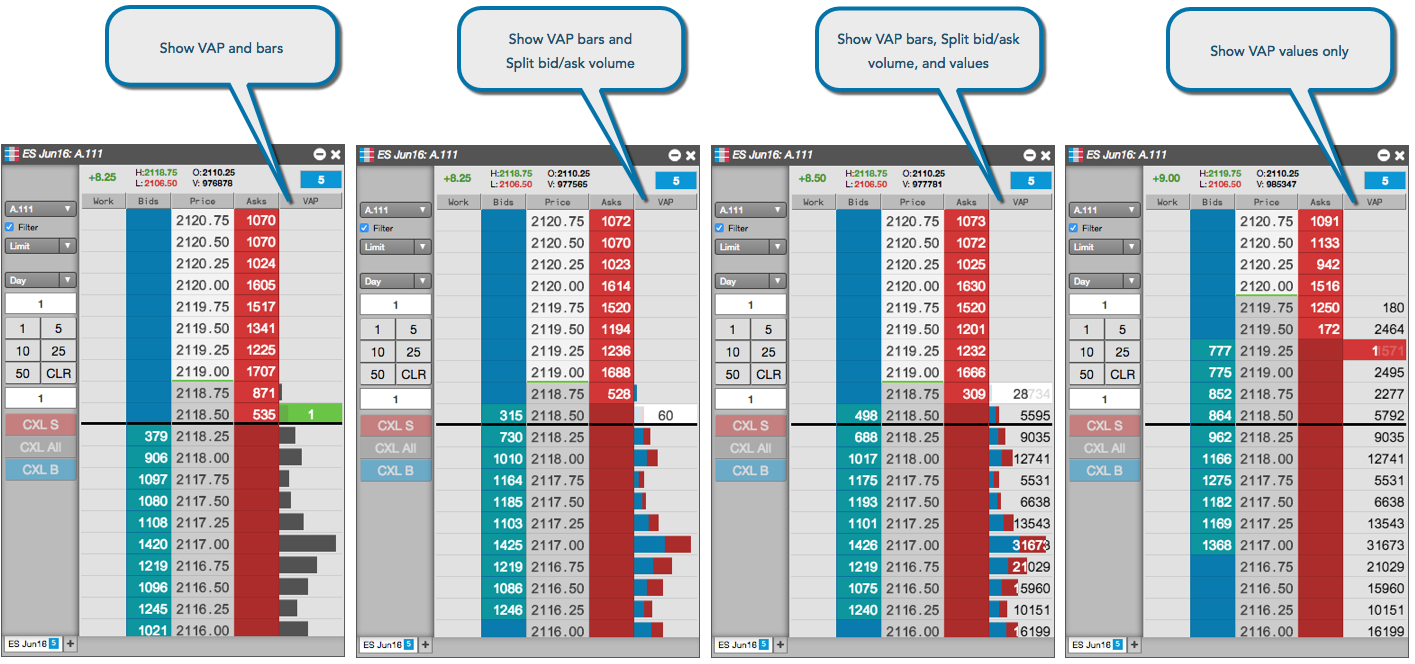 Show VAP and bars
Show VAP bars and
Split bid/ask volume
Show VAP bars, Split bid/ask
volume, and values
Show VAP values only
ES Jun16: A.111
+8.25 H:2118.75 O:2110.25
L:2106.50 V: 976878
5
A.111
Filter
Limit
Day
1
1 5
10 25
50 CLR
1
CXL S
CXL All
CXL B
Work Bids Price Asks VAP
2120.75 1070
2120.50 1070
2120.25 1024
2120.00 1605
2119.75 1517
2119.50 1341
2119.25 1225
2119.00 1707
2118.75 871
2118.50 535 1
379 2118.25
906 2118.00
1097 2117.75
1080 2117.50
1108 2117.25
1420 2117.00
1219 2116.75
1096 2116.50
1245 2116.25
1021 2116.00
ES Jun16 5 +
ES Jun16: A.111
+8.25 H:2118.75 O:2110.25
L:2106.50 V: 977565
5
A.111
Filter
Limit
Day
1
1 5
10 25
50 CLR
1
CXL S
CXL All
CXL B
Work Bids Price Asks VAP
2120.75 1072
2120.50 1070
2120.25 1023
2120.00 1614
2119.75 1520
2119.50 1194
2119.25 1236
2119.00 1688
2118.75 528
315 2118.50 60
730 2118.25
1010 2118.00
1164 2117.75
1185 2117.50
1103 2117.25
1425 2117.00
1219 2116.75
1086 2116.50
1246 2116.25
2116.00
ES Jun16 5 +
ES Jun16: A.111
+8.50 H:2118.75 O:2110.25
L:2106.50 V: 977781
5
A.111
Filter
Limit
Day
1
1 5
10 25
50 CLR
1
CXL S
CXL All
CXL B
Work Bids Price Asks VAP
2120.75 1073
2120.50 1072
2120.25 1025
2120.00 1630
2119.75 1520
2119.50 1201
2119.25 1232
2119.00 1666
2118.75 309 28734
498 2118.50 5595
688 2118.25 9035
1017 2118.00 12741
1175 2117.75 5531
1193 2117.50 6638
1101 2117.25 13543
1426 2117.00 31673
1219 2116.75 21029
1075 2116.50 15960
1240 2116.25 10151
2116.00 16199
ES Jun16 5 +
ES Jun16: A.111
+9.00 H:2119.75 O:2110.25
L:2106.50 V: 985347
5
A.111
Filter
Limit
Day
1
1 5
10 25
50 CLR
1
CXL S
CXL All
CXL B
Work Bids Price Asks VAP
2120.75 1091
2120.50 1133
2120.25 942
2120.00 1516
2119.75 1250 180
2119.50 172 2464
777 2119.25
775 2119.00 2495
852 2118.75 2277
864 2118.50 5792
962 2118.25 9035
1166 2118.00 12741
1275 2117.75 5531
1182 2117.50 6638
1169 2117.25 13543
1368 2117.00 31673
2116.75 21029
2116.50 15960
2116.25 10151
2116.00 16199
ES Jun16 5 +